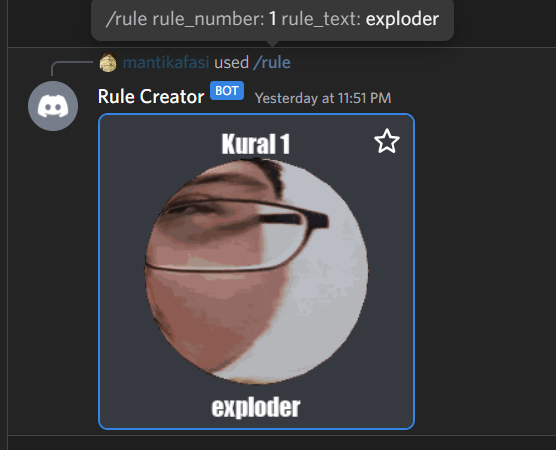 /rule rule_number: 1 rule_text: exploder
mantikafasi used /rule
Rule Creator BOT Yesterday at 11:51 PM
Kural 1
exploder